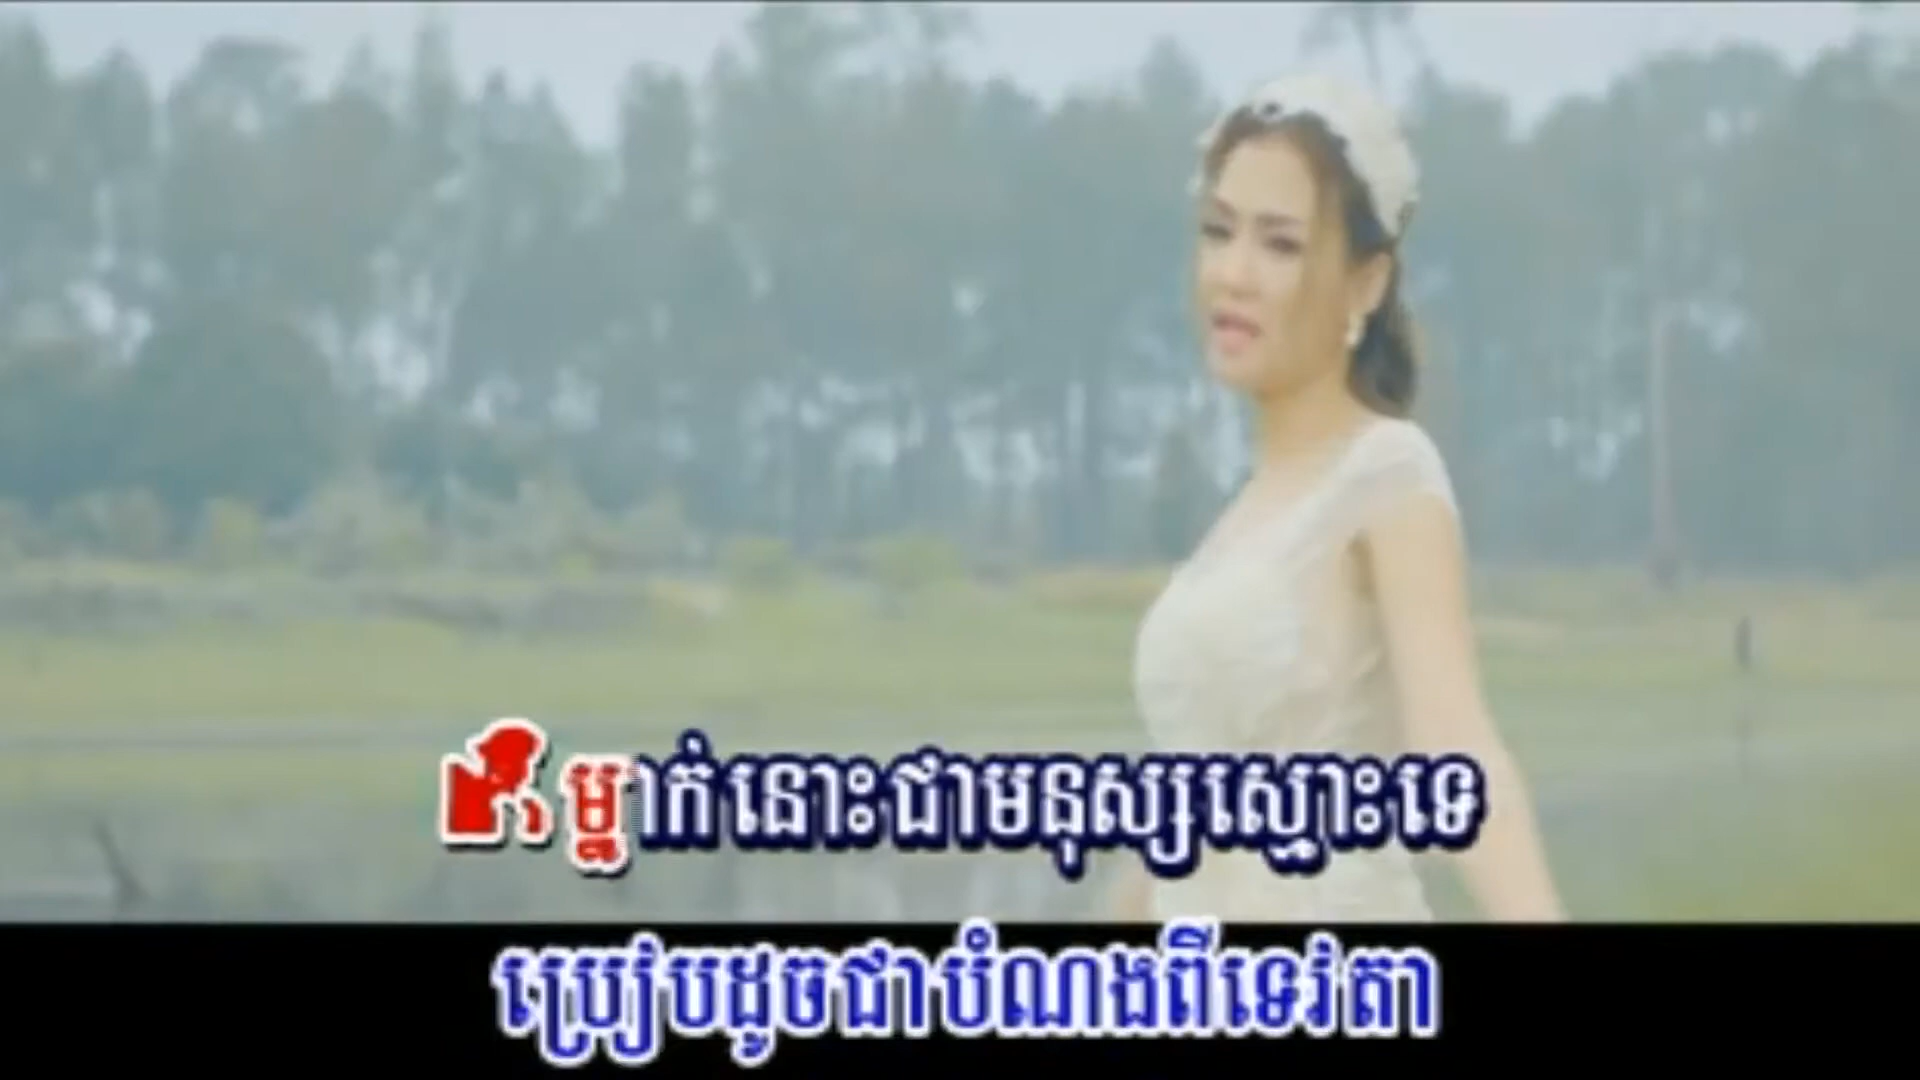 ម្នាក់នោះជាមនុស្សស្មោះទេ
ប្រៀបដូចជាបំណងពីទេវតា